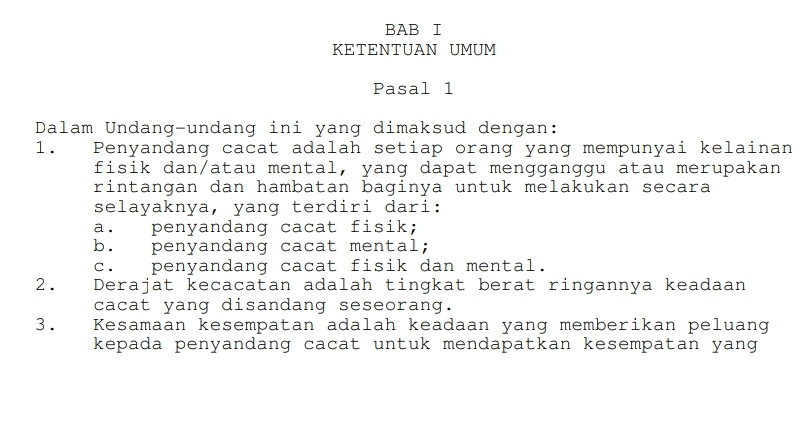 BAB I
KETENTUAN UMUM
Pasal 1
Dalam Undang-undang ini yang dimaksud dengan:
1. Penyandang cacat adalah setiap orang yang mempunyai kelainan
fisik dan/atau mental, yang dapat mengganggu atau merupakan
rintangan dan hambatan baginya untuk melakukan secara
selayaknya, yang terdiri dari:
a. penyandang cacat fisik;
b. penyandang cacat mental;
c. penyandang cacat fisik dan mental.
2. Derajat kecacatan adalah tingkat berat ringannya keadaan
cacat yang disandang seseorang.
3. Kesamaan kesempatan adalah keadaan yang memberikan peluang
kepada penyandang cacat untuk mendapatkan kesempatan yang